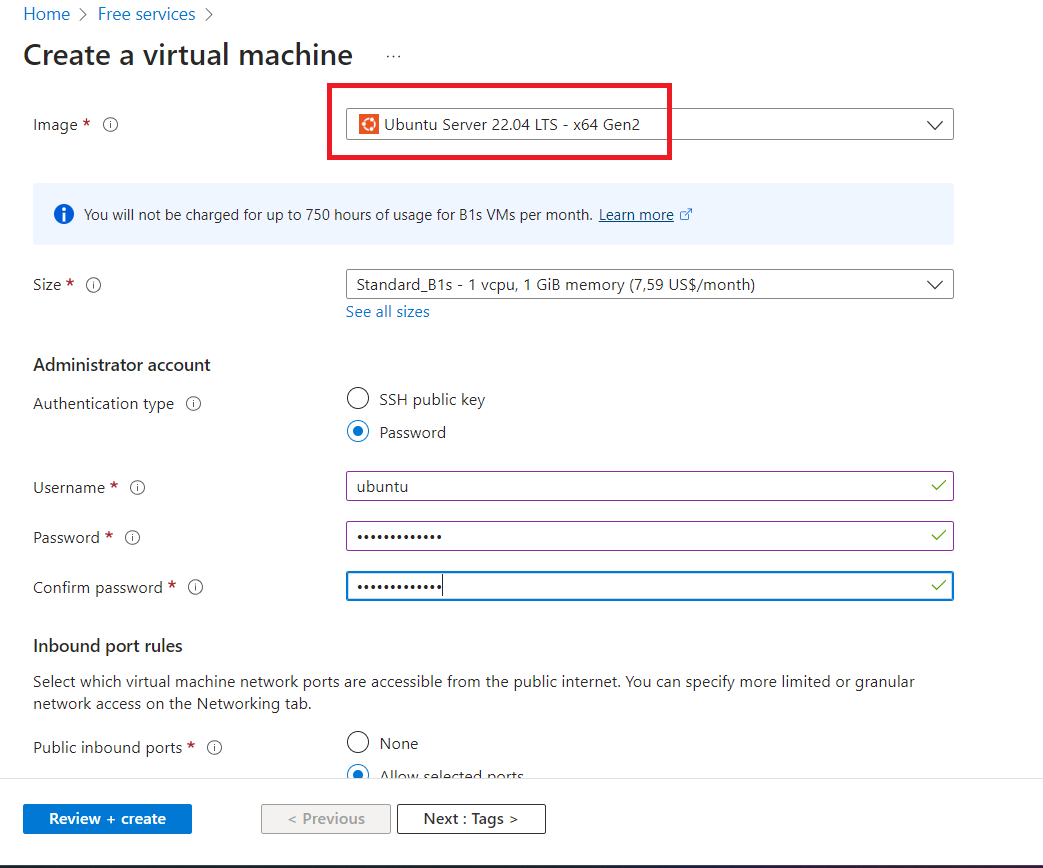 Home > Free services >
Create a virtual machine ...
Image * Ubuntu Server 22.04 LTS - x64 Gen2
You will not be charged for up to 750 hours of usage for B1s VMs per month. Learn more
Size * Standard_B1s - 1 vcpu, 1 GiB memory (7,59 US$/month)
See all sizes
Administrator account
Authentication type
SSH public key
Password
Username * ubuntu
Password * •••••••••••••
Confirm password * •••••••••••••
Inbound port rules
Select which virtual machine network ports are accessible from the public internet. You can specify more limited or granular
network access on the Networking tab.
Public inbound ports *
None
Allow selected ports
Review + create < Previous Next : Tags >